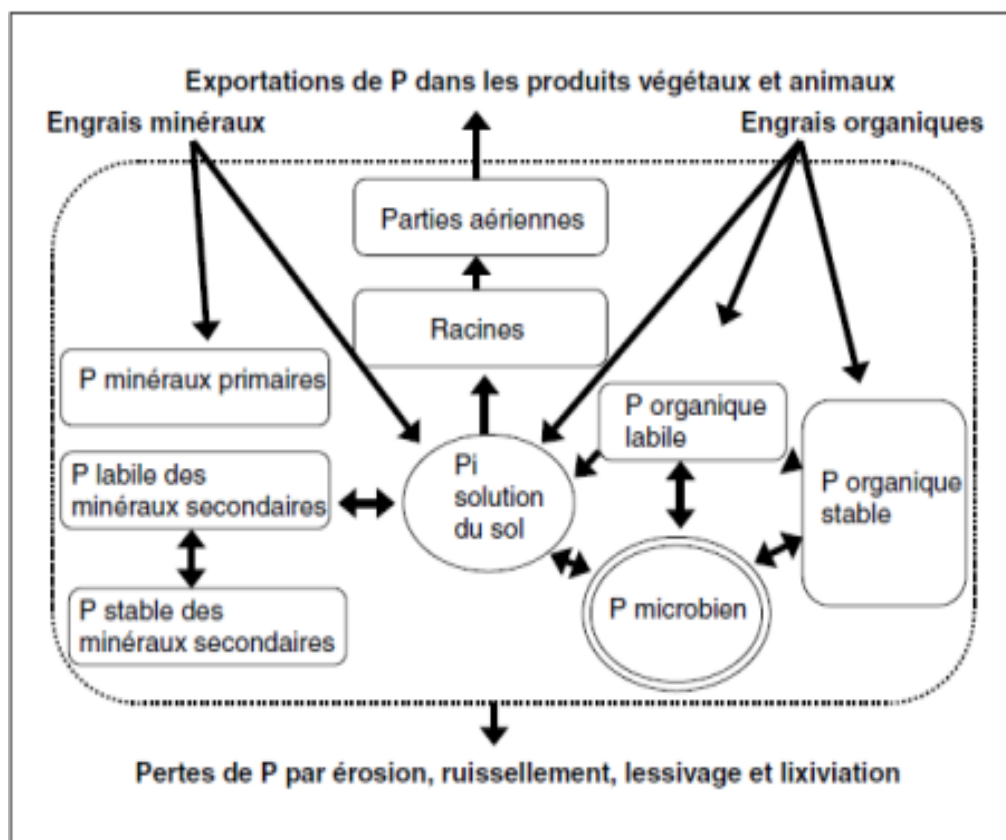 Exportations de P dans les produits végétaux et animaux
Engrais minéraux
Engrais organiques
Parties aériennes
Racines
P minéraux primaires
P organique
labile
P labile des
minéraux secondaires
Pi
solution
du sol
P organique
stable
P stable des
minéraux secondaires
P microbien
Pertes de P par érosion, ruissellement, lessivage et lixiviation